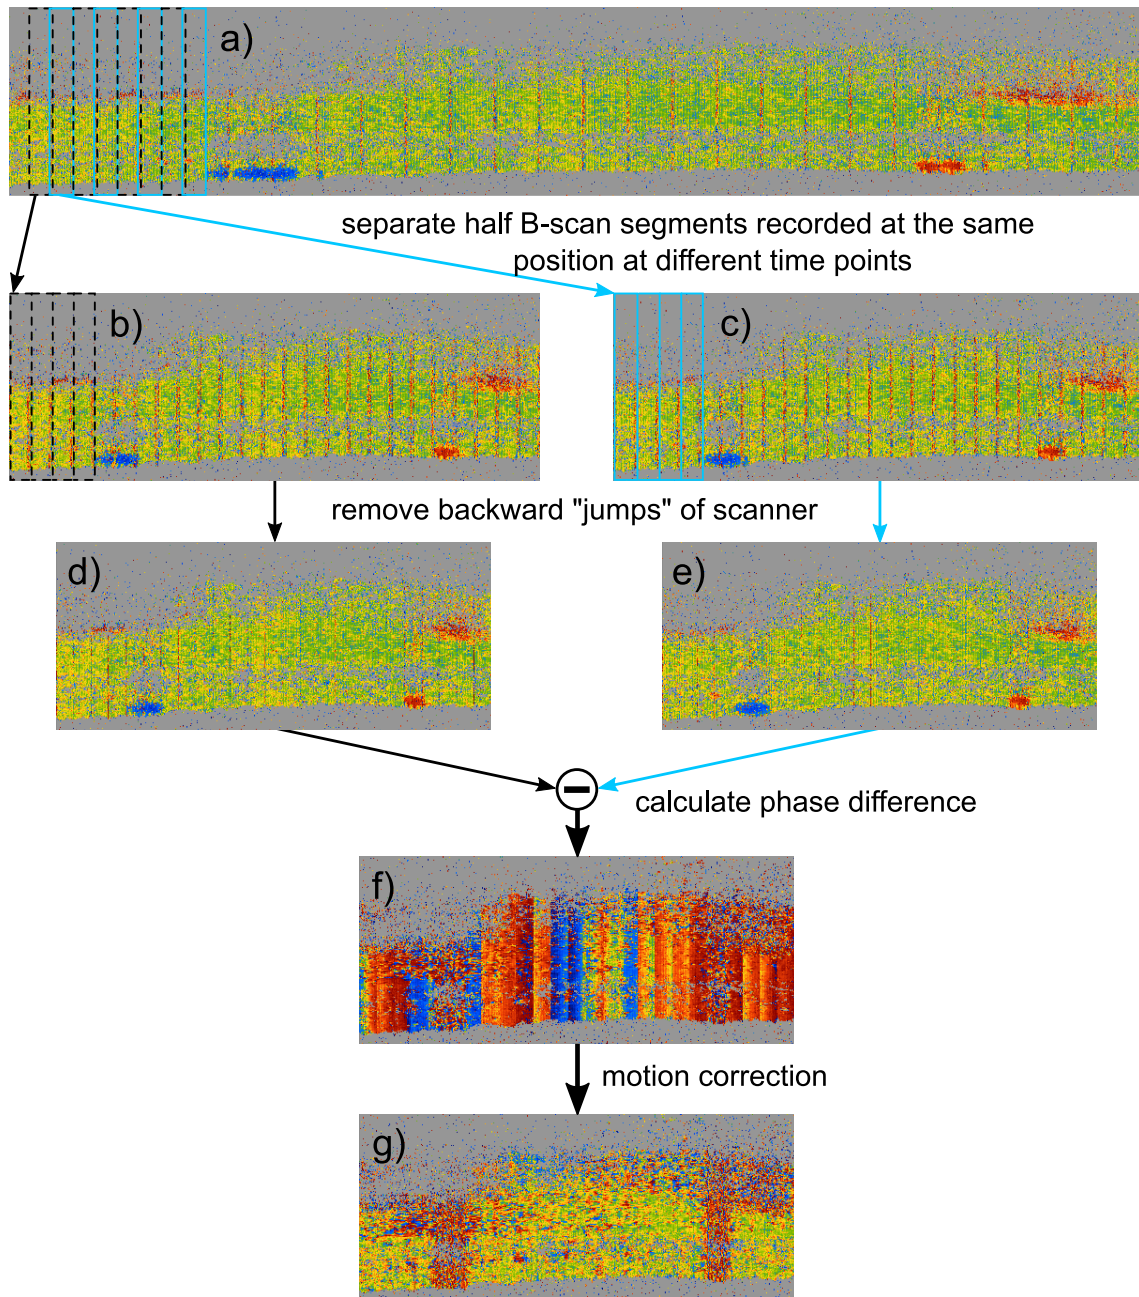 a)
separate half B-scan segments recorded at the same
position at different time points
b)
c)
remove backward "jumps" of scanner
d)
e)
calculate phase difference
f)
motion correction
g)